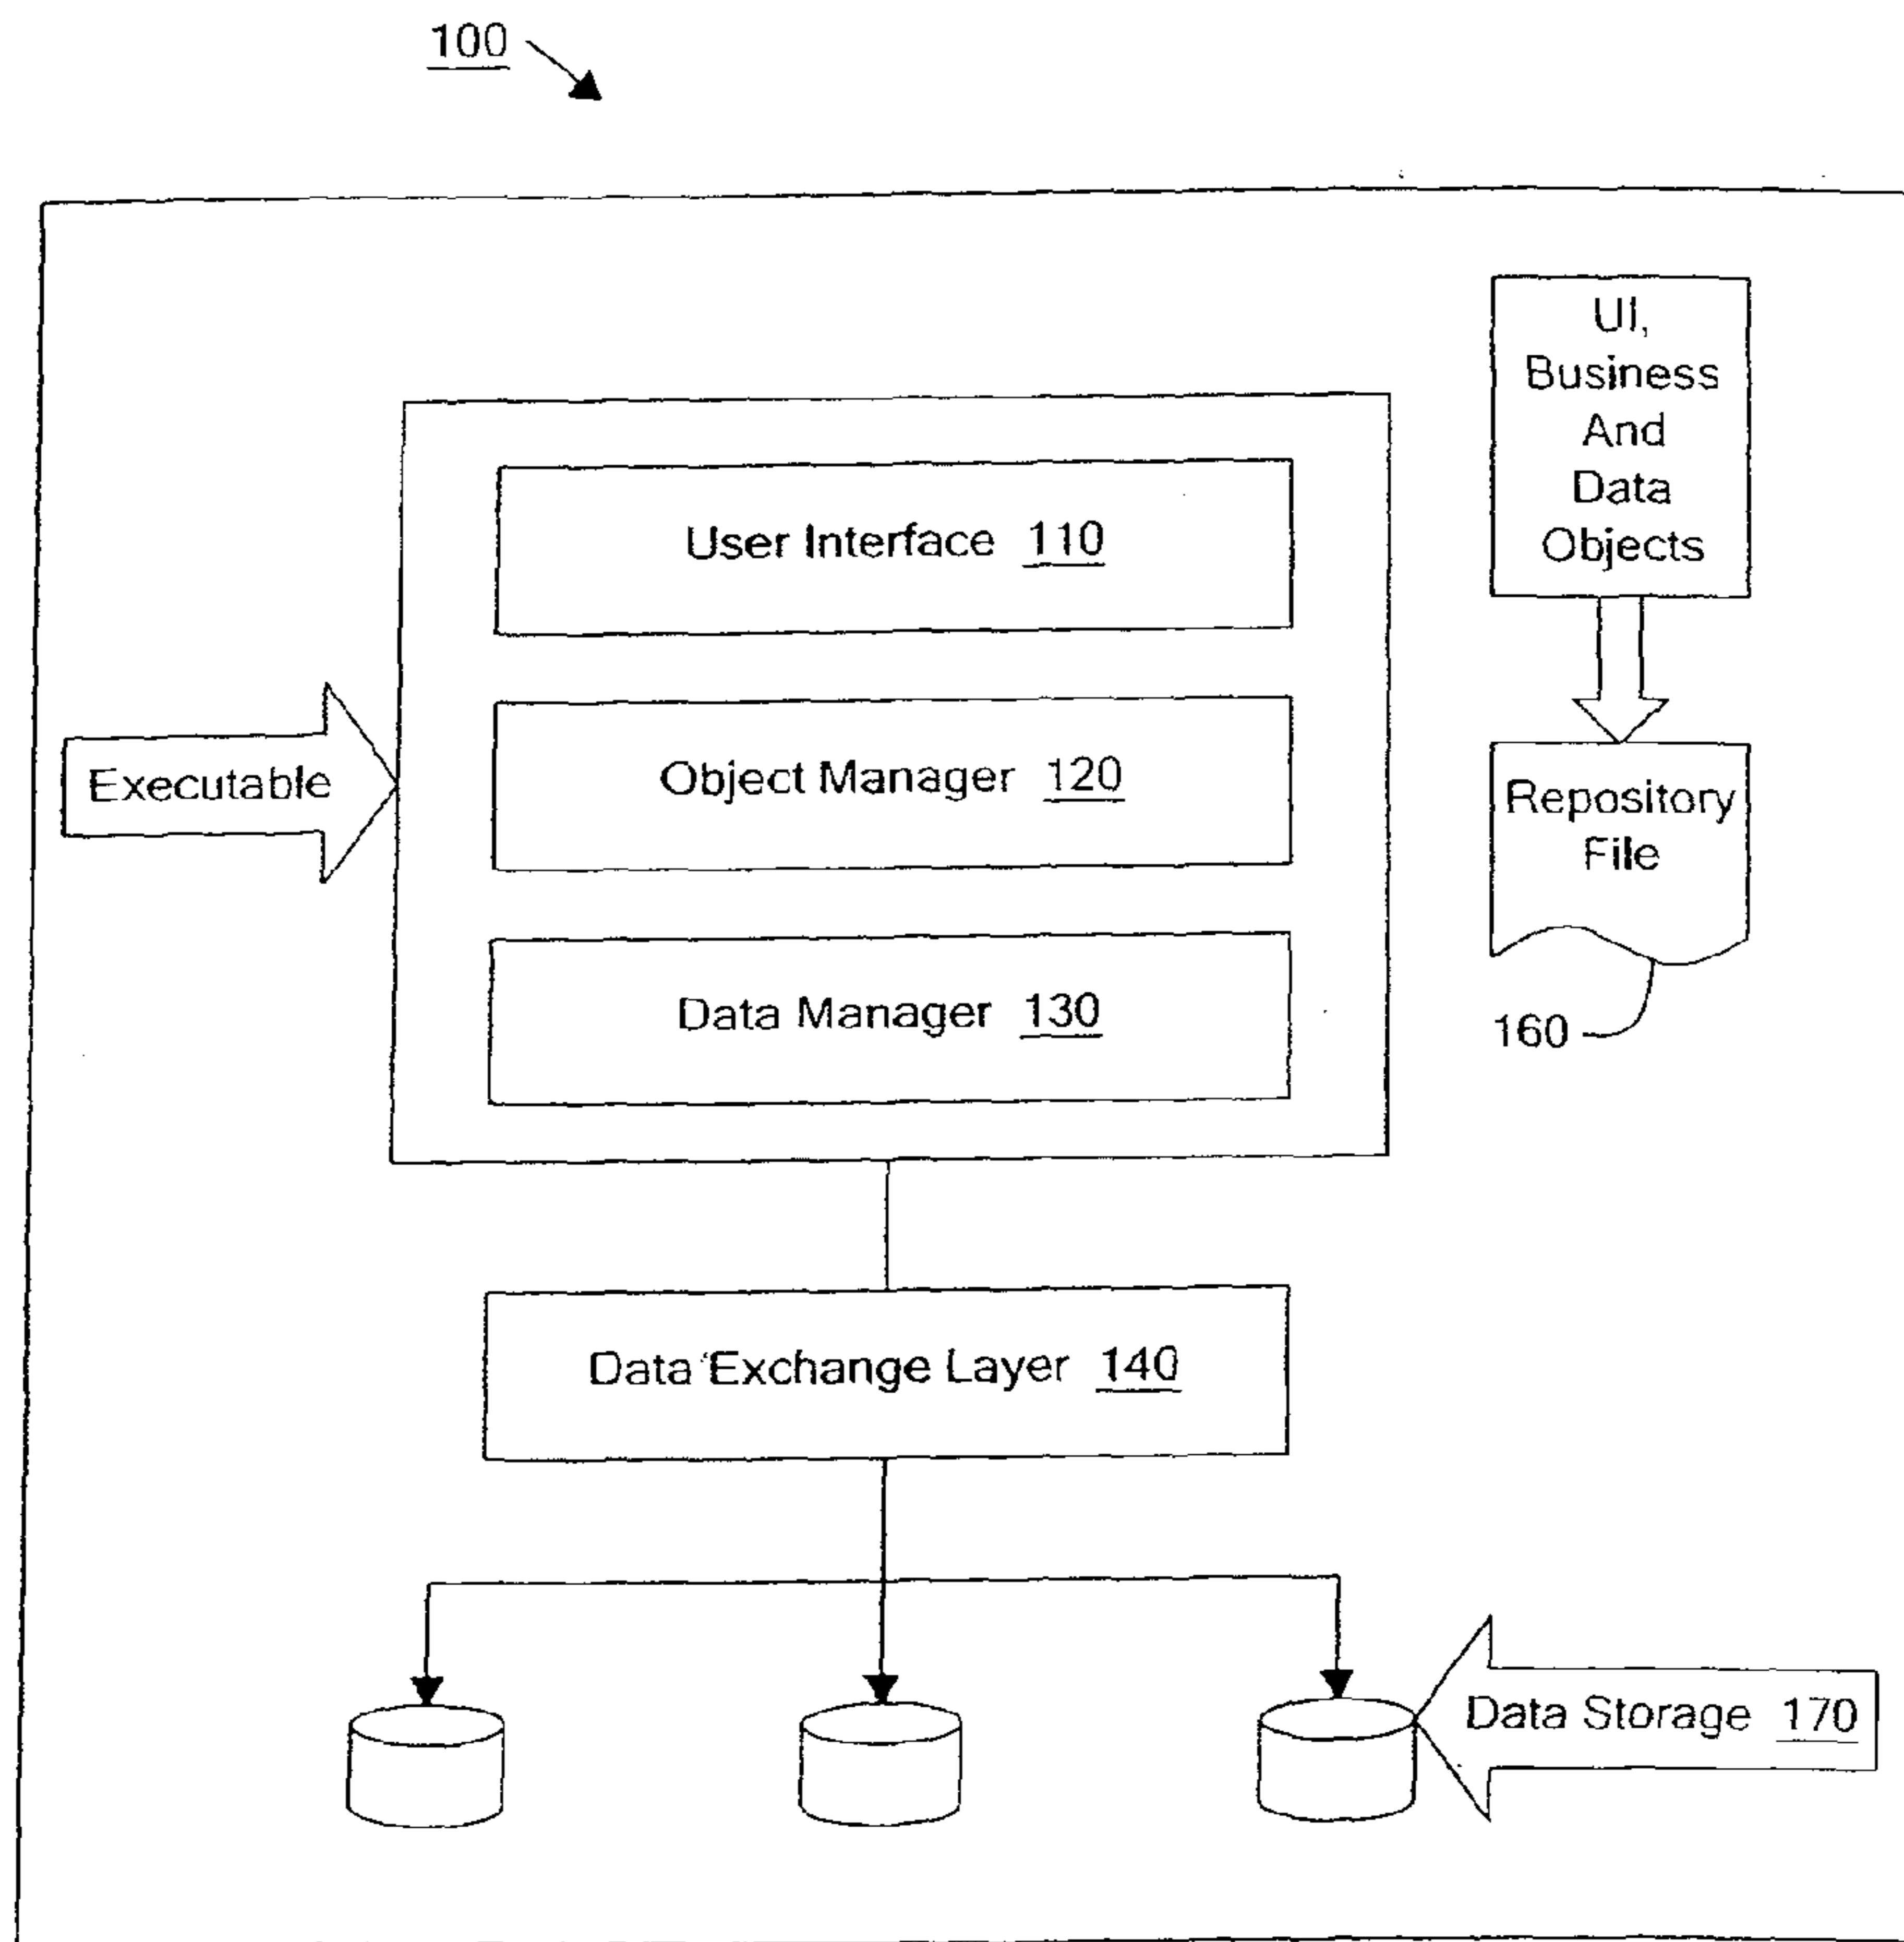 100
UI,
Business
And
Data
Objects
User Interface 110
Executable
Object Manager 120
Repository
File
Data Manager 130
160
Data Exchange Layer 140
Data Storage 170